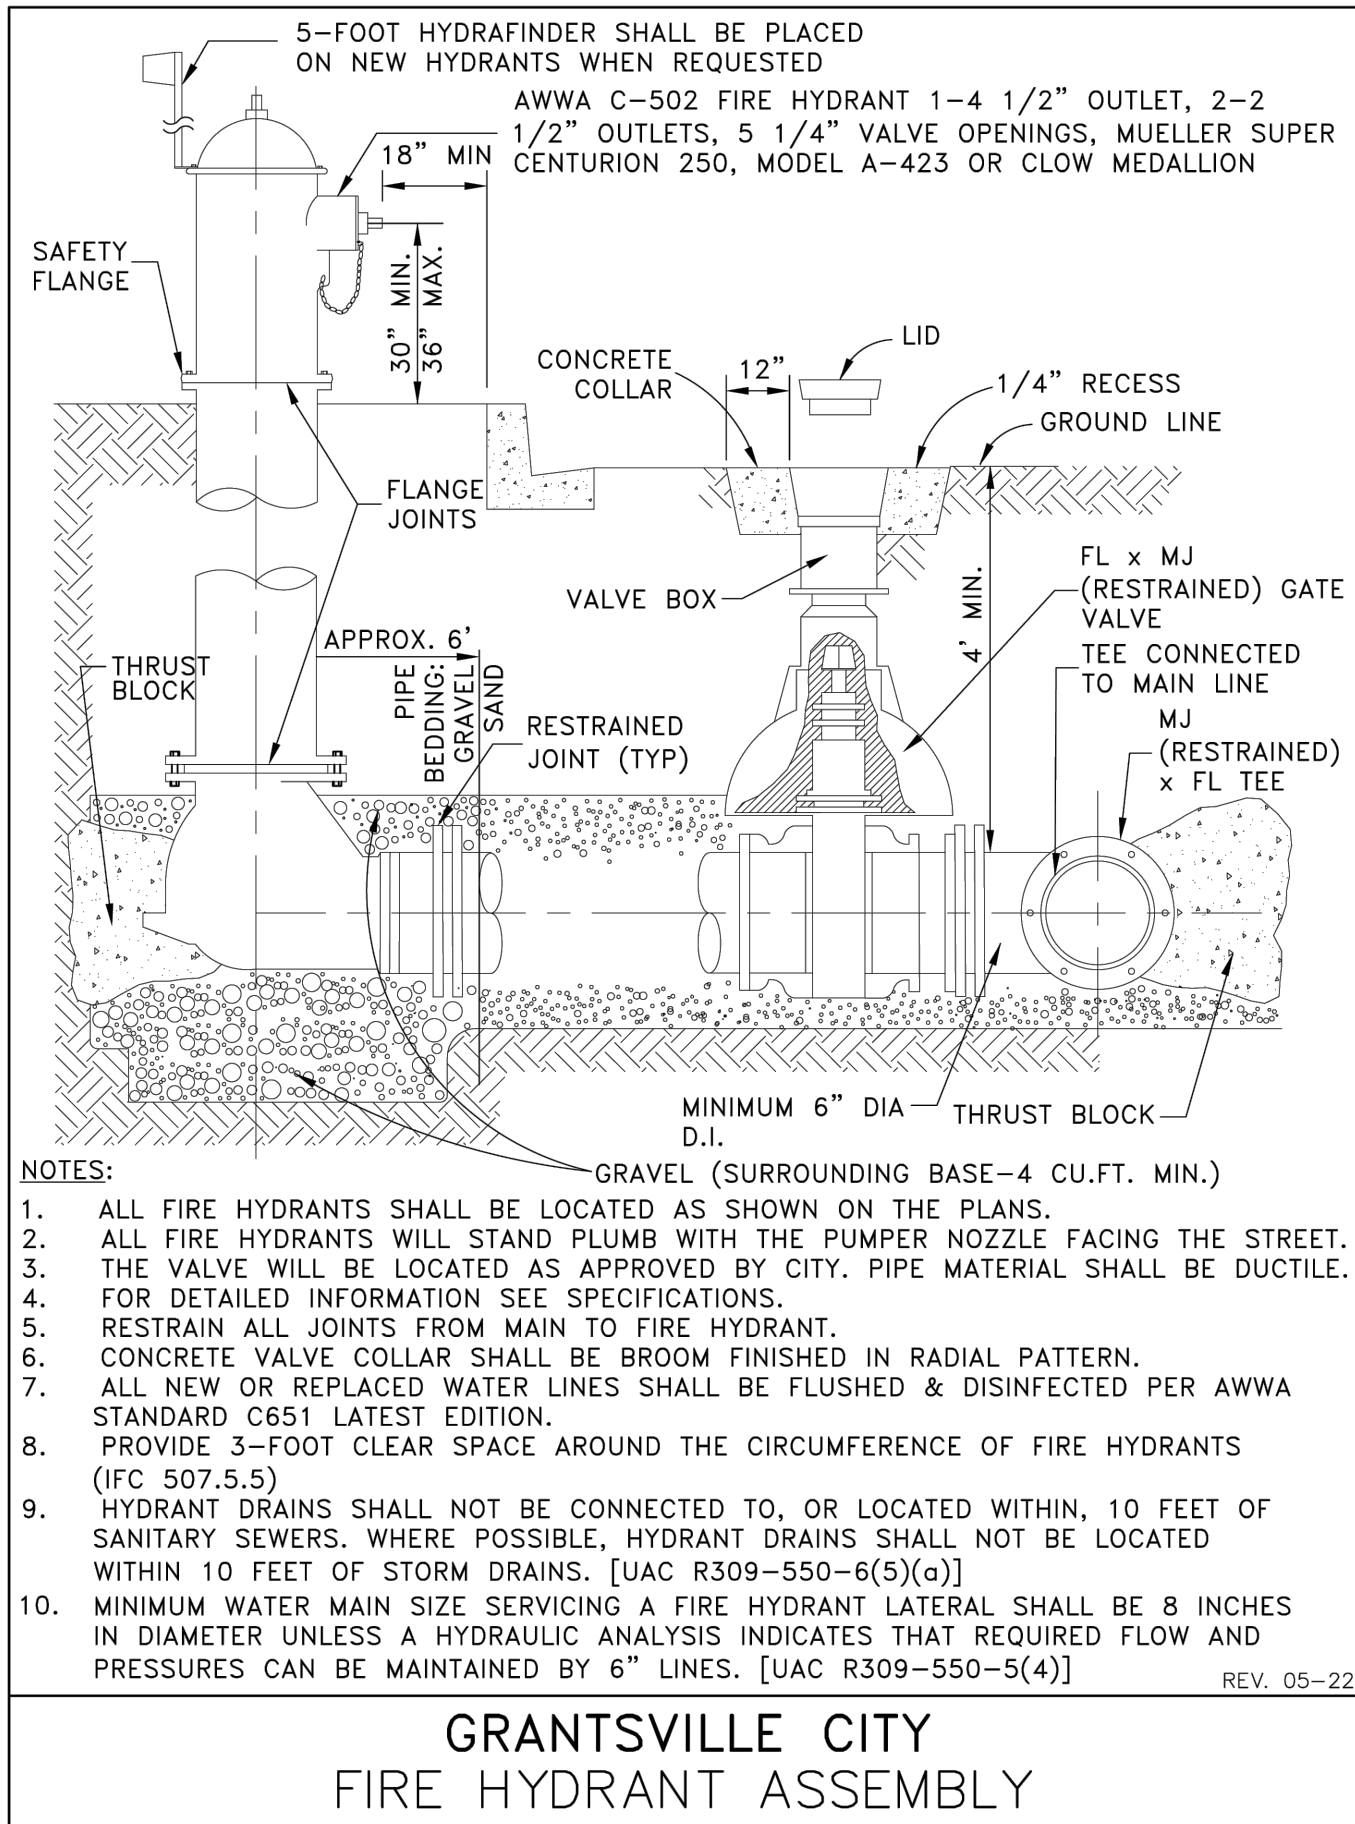 5-FOOT HYDRAFINDER SHALL BE PLACED
ON NEW HYDRANTS WHEN REQUESTED
AWWA C-502 FIRE HYDRANT 1-4 1/2" OUTLET, 2-2
1/2" OUTLETS, 5 1/4" VALVE OPENINGS, MUELLER SUPER
CENTURION 250, MODEL A-423 OR CLOW MEDALLION
18" MIN
SAFETY
FLANGE
30" MIN.
36" MAX.
LID
CONCRETE
COLLAR
12"
1/4" RECESS
GROUND LINE
FLANGE
JOINTS
VALVE BOX
4' MIN.
FL x MJ
(RESTRAINED) GATE
VALVE
APPROX. 6'
THRUST
BLOCK
PIPE
BEDDING:
GRAVEL
SAND
RESTRAINED
JOINT (TYP)
TEE CONNECTED
TO MAIN LINE
MJ
(RESTRAINED)
x FL TEE
MINIMUM 6" DIA
D.I.
THRUST BLOCK
GRAVEL (SURROUNDING BASE-4 CU.FT. MIN.)
NOTES:
1. ALL FIRE HYDRANTS SHALL BE LOCATED AS SHOWN ON THE PLANS.
2. ALL FIRE HYDRANTS WILL STAND PLUMB WITH THE PUMPER NOZZLE FACING THE STREET.
3. THE VALVE WILL BE LOCATED AS APPROVED BY CITY. PIPE MATERIAL SHALL BE DUCTILE.
4. FOR DETAILED INFORMATION SEE SPECIFICATIONS.
5. RESTRAIN ALL JOINTS FROM MAIN TO FIRE HYDRANT.
6. CONCRETE VALVE COLLAR SHALL BE BROOM FINISHED IN RADIAL PATTERN.
7. ALL NEW OR REPLACED WATER LINES SHALL BE FLUSHED & DISINFECTED PER AWWA
STANDARD C651 LATEST EDITION.
8. PROVIDE 3-FOOT CLEAR SPACE AROUND THE CIRCUMFERENCE OF FIRE HYDRANTS
(IFC 507.5.5)
9. HYDRANT DRAINS SHALL NOT BE CONNECTED TO, OR LOCATED WITHIN, 10 FEET OF
SANITARY SEWERS. WHERE POSSIBLE, HYDRANT DRAINS SHALL NOT BE LOCATED
WITHIN 10 FEET OF STORM DRAINS. [UAC R309-550-6(5)(a)]
10. MINIMUM WATER MAIN SIZE SERVICING A FIRE HYDRANT LATERAL SHALL BE 8 INCHES
IN DIAMETER UNLESS A HYDRAULIC ANALYSIS INDICATES THAT REQUIRED FLOW AND
PRESSURES CAN BE MAINTAINED BY 6" LINES. [UAC R309-550-5(4)]
REV. 05-22
GRANTSVILLE CITY
FIRE HYDRANT ASSEMBLY